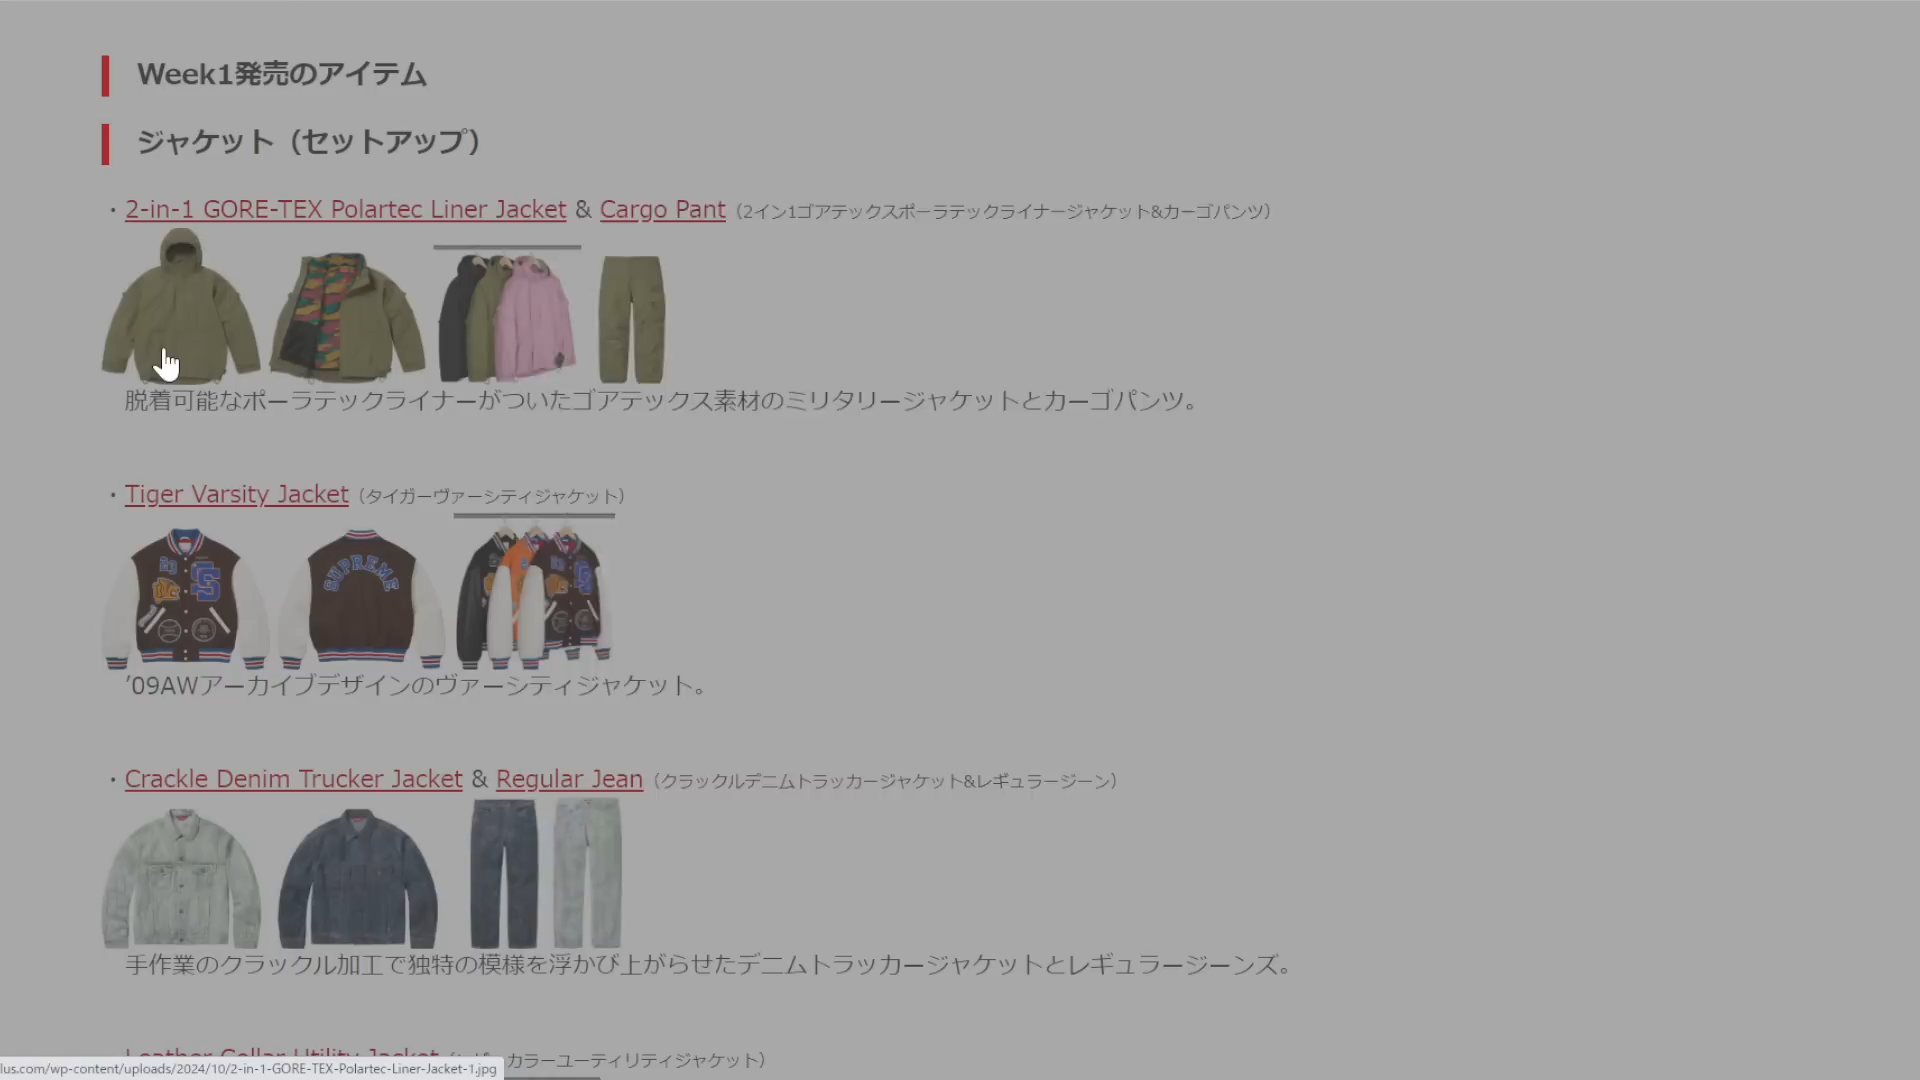 Week1発売のアイテム
ジャケット（セットアップ）
・2-in-1 GORE-TEX Polartec Liner Jacket & Cargo Pant（2イン1ゴアテックスポーラテックライナージャケット&カーゴパンツ）
脱着可能なポーラテックライナーがついたゴアテックス素材のミリタリージャケットとカーゴパンツ。
・Tiger Varsity Jacket（タイガーヴァーシティジャケット）
SUPREME
'09AWアーカイブデザインのヴァーシティジャケット。
・Crackle Denim Trucker Jacket & Regular Jean（クラックルデニムトラッカージャケット&レギュラージーン）
手作業のクラックル加工で独特の模様を浮かび上がらせたデニムトラッカージャケットとレギュラージーンズ。
Leather Collar Utility Jacket カラーユーティリティジャケット）
lus.com/wp-content/uploads/2024/10/2-in-1-GORE-TEX-Polartec-Liner-Jacket-1.jpg